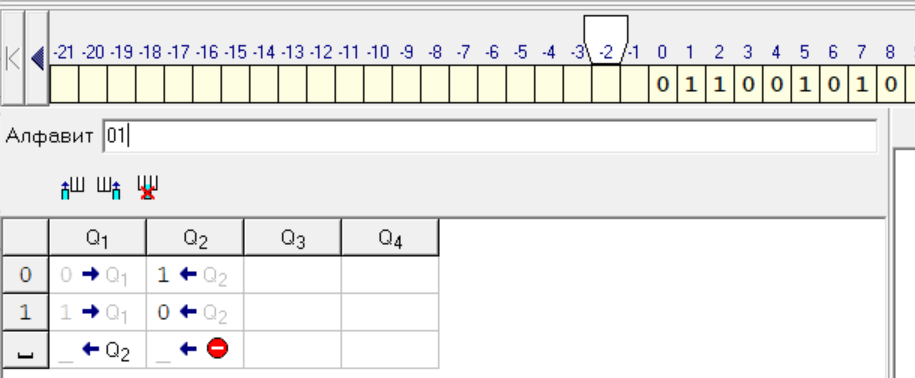 -21 -20 -19 -18 -17 -16 -15 -14 -13 -12 -11 -10 -9 -8 -7 -6 -5 -4 -3 -2 -1 0 1 2 3 4 5 6 7 8
0 1 1 0 0 1 0 1 0
Алфавит 01
Q1 Q2 Q3 Q4
0 0 → Q1 1 ← Q2
1 1 → Q1 0 ← Q2
_ _ ← Q2 _ ←